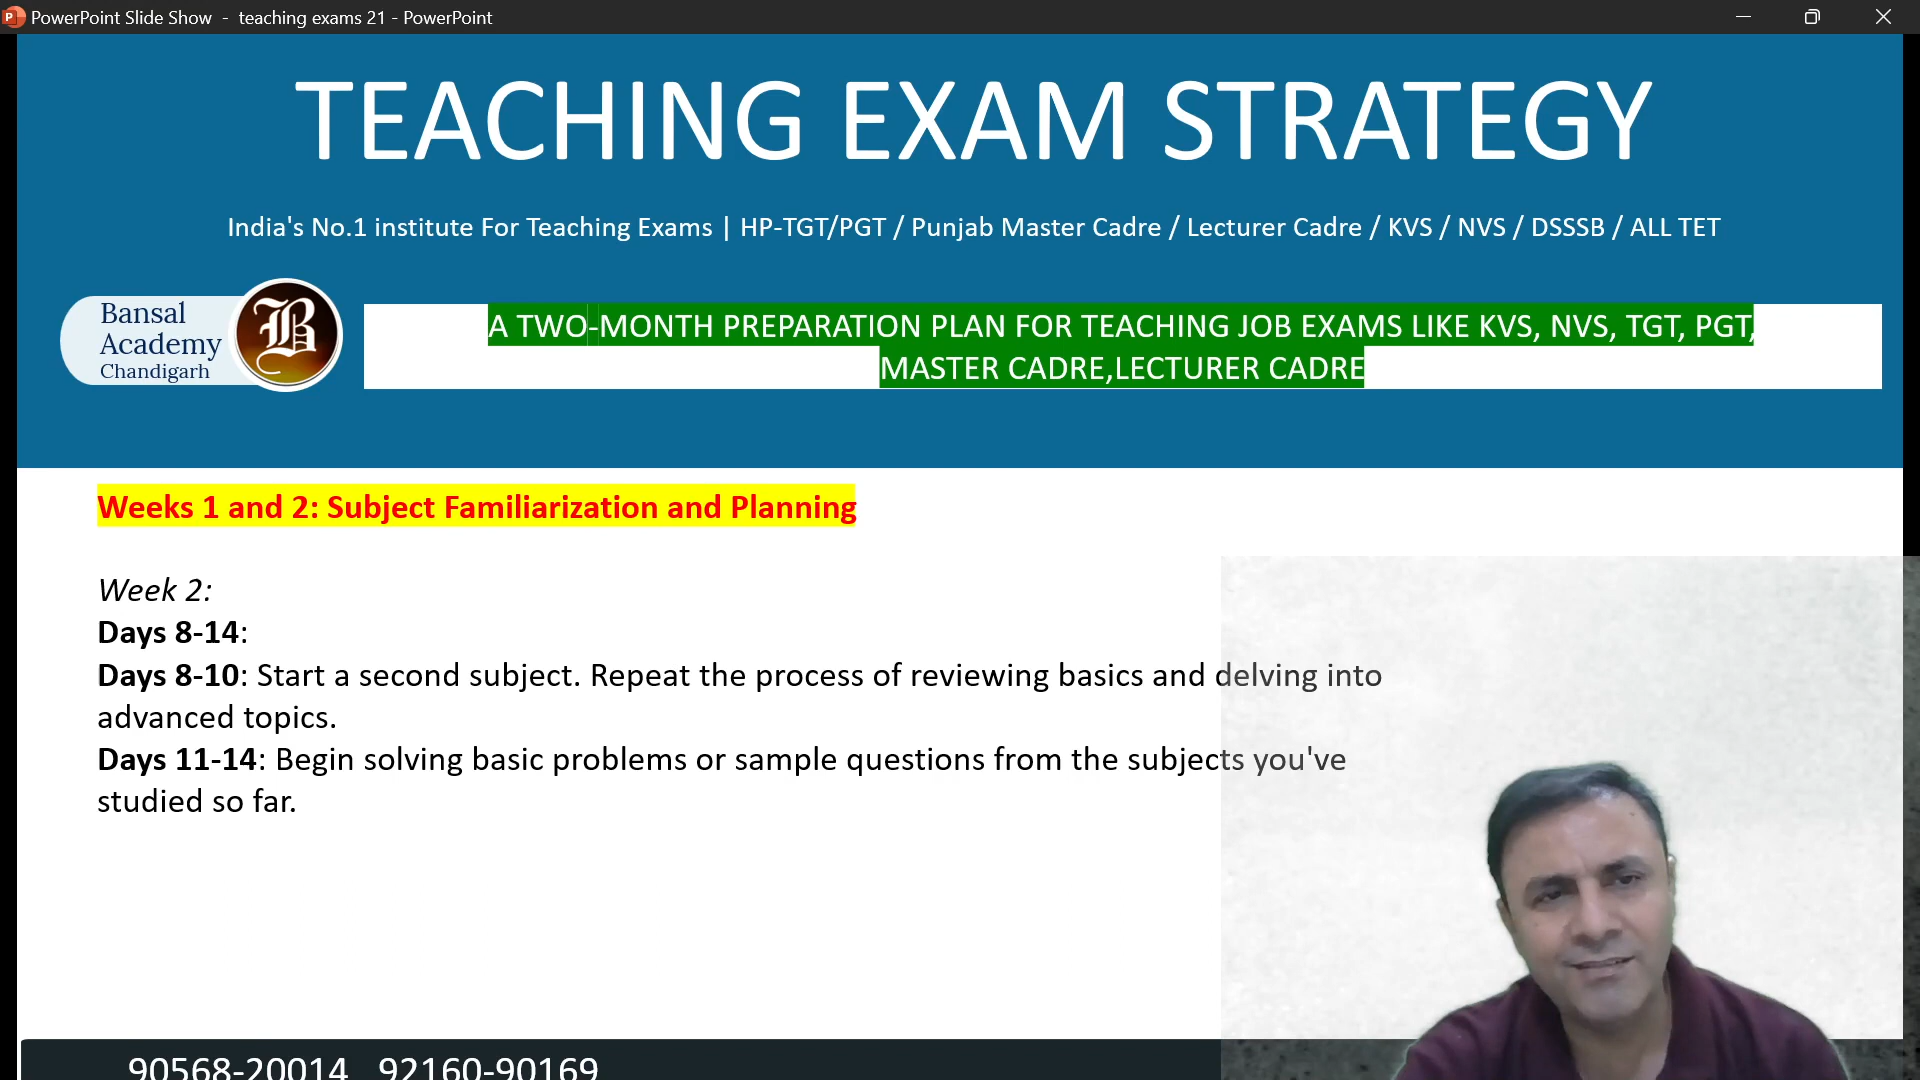 PowerPoint Slide Show - teaching exams 21 - PowerPoint
TEACHING EXAM STRATEGY
India's No.1 institute For Teaching Exams | HP-TGT/PGT / Punjab Master Cadre / Lecturer Cadre / KVS / NVS / DSSSB / ALL TET
Bansal
Academy
Chandigarh
B
A TWO-MONTH PREPARATION PLAN FOR TEACHING JOB EXAMS LIKE KVS, NVS, TGT, PGT,
MASTER CADRE,LECTURER CADRE
Weeks 1 and 2: Subject Familiarization and Planning
Week 2:
Days 8-14:
Days 8-10: Start a second subject. Repeat the process of reviewing basics and delving into
advanced topics.
Days 11-14: Begin solving basic problems or sample questions from the subjects you've
studied so far.
90568-20014 92160-90169